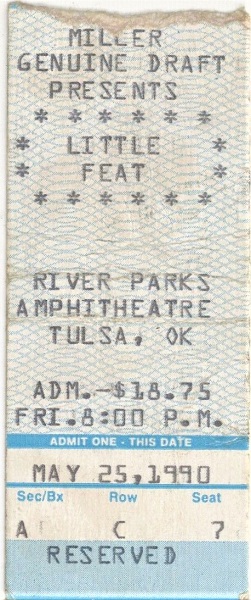 MILLER
GENUINE DRAFT
PRESENTS
* * * * * *
* LITTLE *
* FEAT *
* * * * * *
RIVER PARKS
AMPHITHEATRE
TULSA, OK
ADM.-$18.75
FRI.8:00 P.M.
ADMIT ONE - THIS DATE
MAY 25,1990
Sec/Bx Row Seat
A C 7
RESERVED